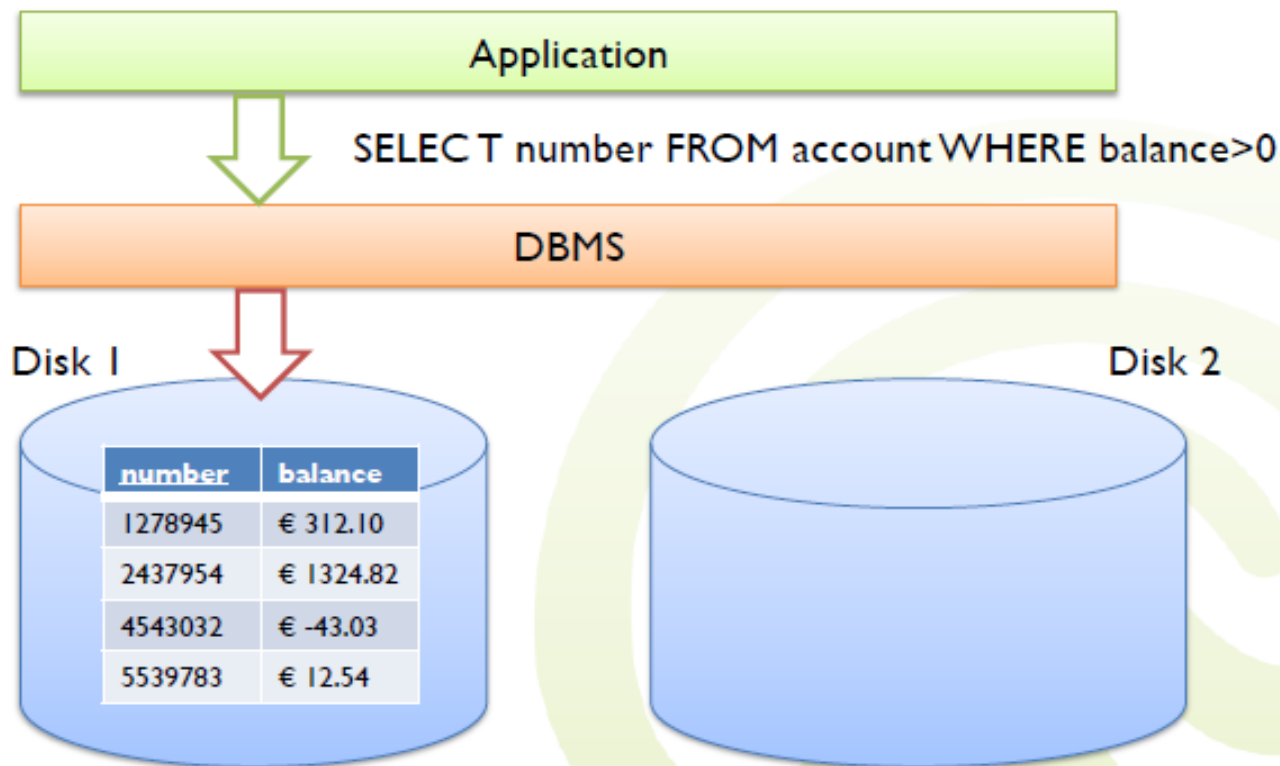 Application
SELECT number FROM account WHERE balance>0
DBMS
Disk 1
Disk 2
number balance
1278945 € 312.10
2437954 € 1324.82
4543032 € -43.03
5539783 € 12.54